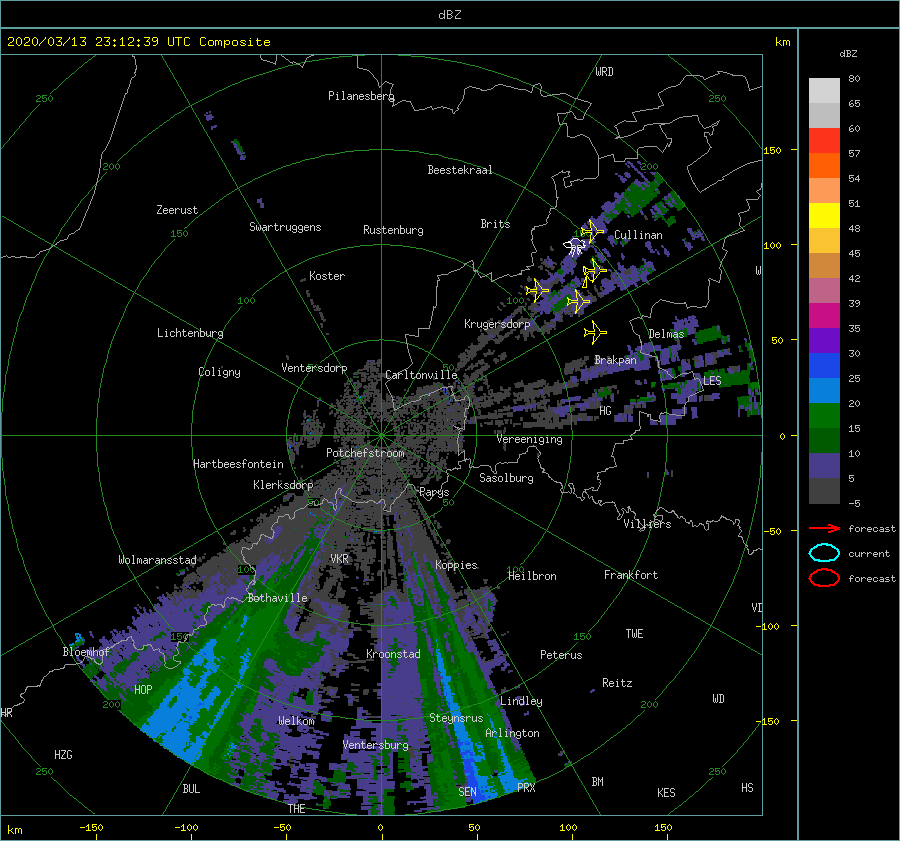 dBZ
2020/03/13 23:12:39 UTC Composite
km
dBZ
WRD
80
Pilanesberg
250
250
65
60
150
57
200
Beestekraal
200
54
Zeerust
51
Swartruggens
150
Rustenburg
Brits
Cullinan
48
100
45
Koster
42
100
100
39
Lichtenburg
Krugersdorp
Delmas
35
50
Coligny
Ventersdorp
Carltonville
Brakpan
30
LES
25
HG
20
0
Vereeniging
15
Potchefstroom
Hartbeesfontein
10
Klerksdorp
Parys
Sasolburg
5
50
50
-5
Villiers
forecast
-50
Wolmaransstad
VKR
Koppies
current
100
100
Heilbron
Frankfort
forecast
Bothaville
VI
-100
150
150
TWE
Bloemhof
Kroonstad
Peterus
HOP
Reitz
200
Lindley
200
WD
HR
Welkom
Steynsrus
-150
Arlington
HZG
Ventersburg
250
250
BUL
SEN
PRX
BM
KES
HS
THE
km
-150
-100
-50
0
50
100
150